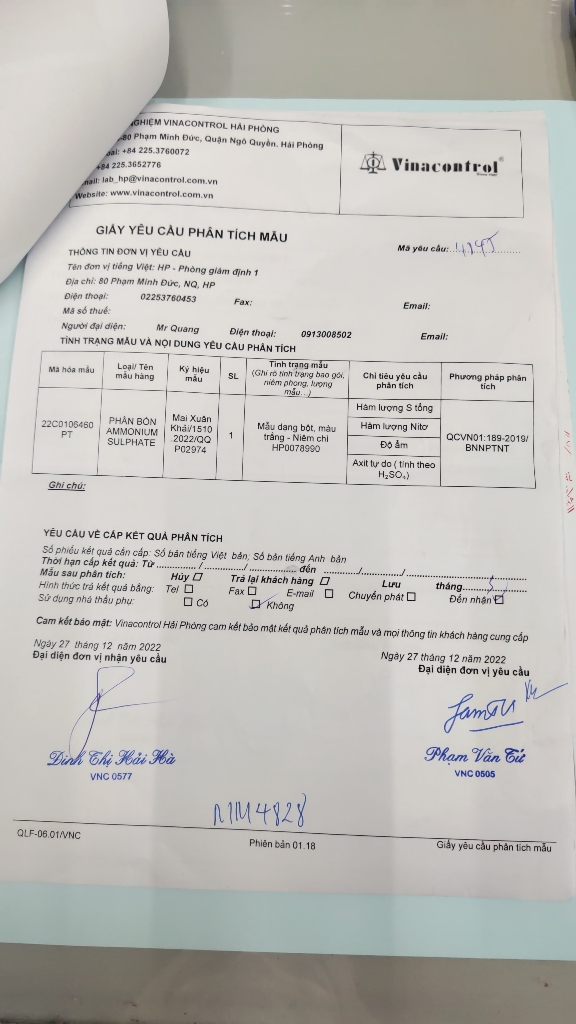 GHIỆM VINACONTROL HẢI PHÒNG
80 Phạm Minh Đức, Quận Ngô Quyền. Hải Phòng
+84 225.3760072
+84 225.3652776
lab_hp@vinacontrol.com.vn
Website: www.vinacontrol.com.vn
Vinacontrol®
GIẤY YÊU CẦU PHÂN TÍCH MẪU
Mã yêu cầu:
THÔNG TIN ĐƠN VỊ YÊU CẦU
Tên đơn vị tiếng Việt: HP - Phòng giám định 1
Địa chỉ: 80 Phạm Minh Đức, NQ, HP
Điện thoại: 02253760453 Fax: Email:
Mã số thuế:
Người đại diện: Mr Quang Điện thoại: 0913008502 Email:
TÌNH TRẠNG MẪU VÀ NỘI DUNG YÊU CẦU PHÂN TÍCH
Mã hóa mẫu
Loại/ Tên
mẫu hàng
Ký hiệu
mẫu
SL
Tình trạng mẫu
(Ghi rõ tình trạng bao gói,
niêm phong, lượng
mẫu...)
Chỉ tiêu yêu cầu
phân tích
Phương pháp phân
tích
22C0106460
PT
PHÂN BÓN
AMMONIUM
SULPHATE
Mai Xuân
Khải/1510
.2022/QQ
P02974
1
Mẫu dạng bột, màu
trắng - Niêm chì
HP0078990
Hàm lượng S tổng
Hàm lượng Nitơ
Độ ẩm
Axit tự do ( tính theo
H₂SO₄)
QCVN01:189-2019/
BNNPTNT
Ghi chú:
YÊU CẦU VỀ CẤP KẾT QUẢ PHÂN TÍCH
Số phiếu kết quả cần cấp: Số bản tiếng Việt bản; Số bản tiếng Anh bản
Thời hạn cấp kết quả: Từ ............./............/............... đến .........../.........../...............
Mẫu sau phân tích: Hủy ☐ Trả lại khách hàng ☐ Lưu tháng.........
Hình thức trả kết quả bằng: Tel ☐ Fax ☐ E-mail ☐ Chuyển phát ☐ Đến nhận ☑
Sử dụng nhà thầu phụ: ☐ Có ☑ Không
Cam kết bảo mật: Vinacontrol Hải Phòng cam kết bảo mật kết quả phân tích mẫu và mọi thông tin khách hàng cung cấp
Ngày 27 tháng 12 năm 2022
Đại diện đơn vị nhận yêu cầu
Ngày 27 tháng 12 năm 2022
Đại diện đơn vị yêu cầu
Đinh Thị Hải Hà
VNC 0577
Phạm Văn Tứ
VNC 0505
QLF-06.01/VNC
Phiên bản 01.18
Giấy yêu cầu phân tích mẫu